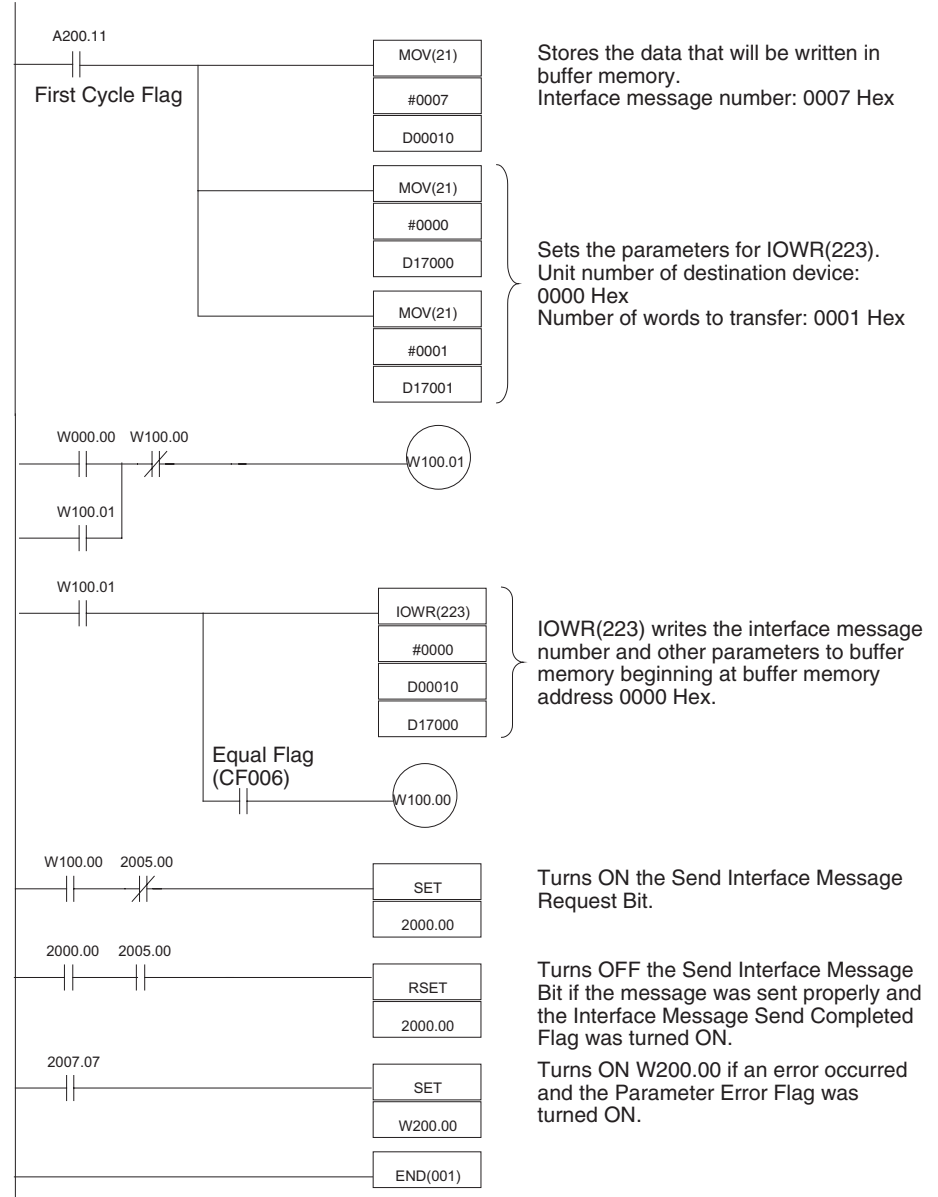 A200.11
First Cycle Flag
MOV(21)
#0007
D00010
Stores the data that will be written in
buffer memory.
Interface message number: 0007 Hex
MOV(21)
#0000
D17000
MOV(21)
#0001
D17001
Sets the parameters for IOWR(223).
Unit number of destination device:
0000 Hex
Number of words to transfer: 0001 Hex
W000.00 W100.00
W100.01
W100.01
W100.01
IOWR(223)
#0000
D00010
D17000
IOWR(223) writes the interface message
number and other parameters to buffer
memory beginning at buffer memory
address 0000 Hex.
Equal Flag
(CF006)
W100.00
W100.00 2005.00
SET
2000.00
Turns ON the Send Interface Message
Request Bit.
2000.00 2005.00
RSET
2000.00
Turns OFF the Send Interface Message
Bit if the message was sent properly and
the Interface Message Send Completed
Flag was turned ON.
2007.07
SET
W200.00
Turns ON W200.00 if an error occurred
and the Parameter Error Flag was
turned ON.
END(001)